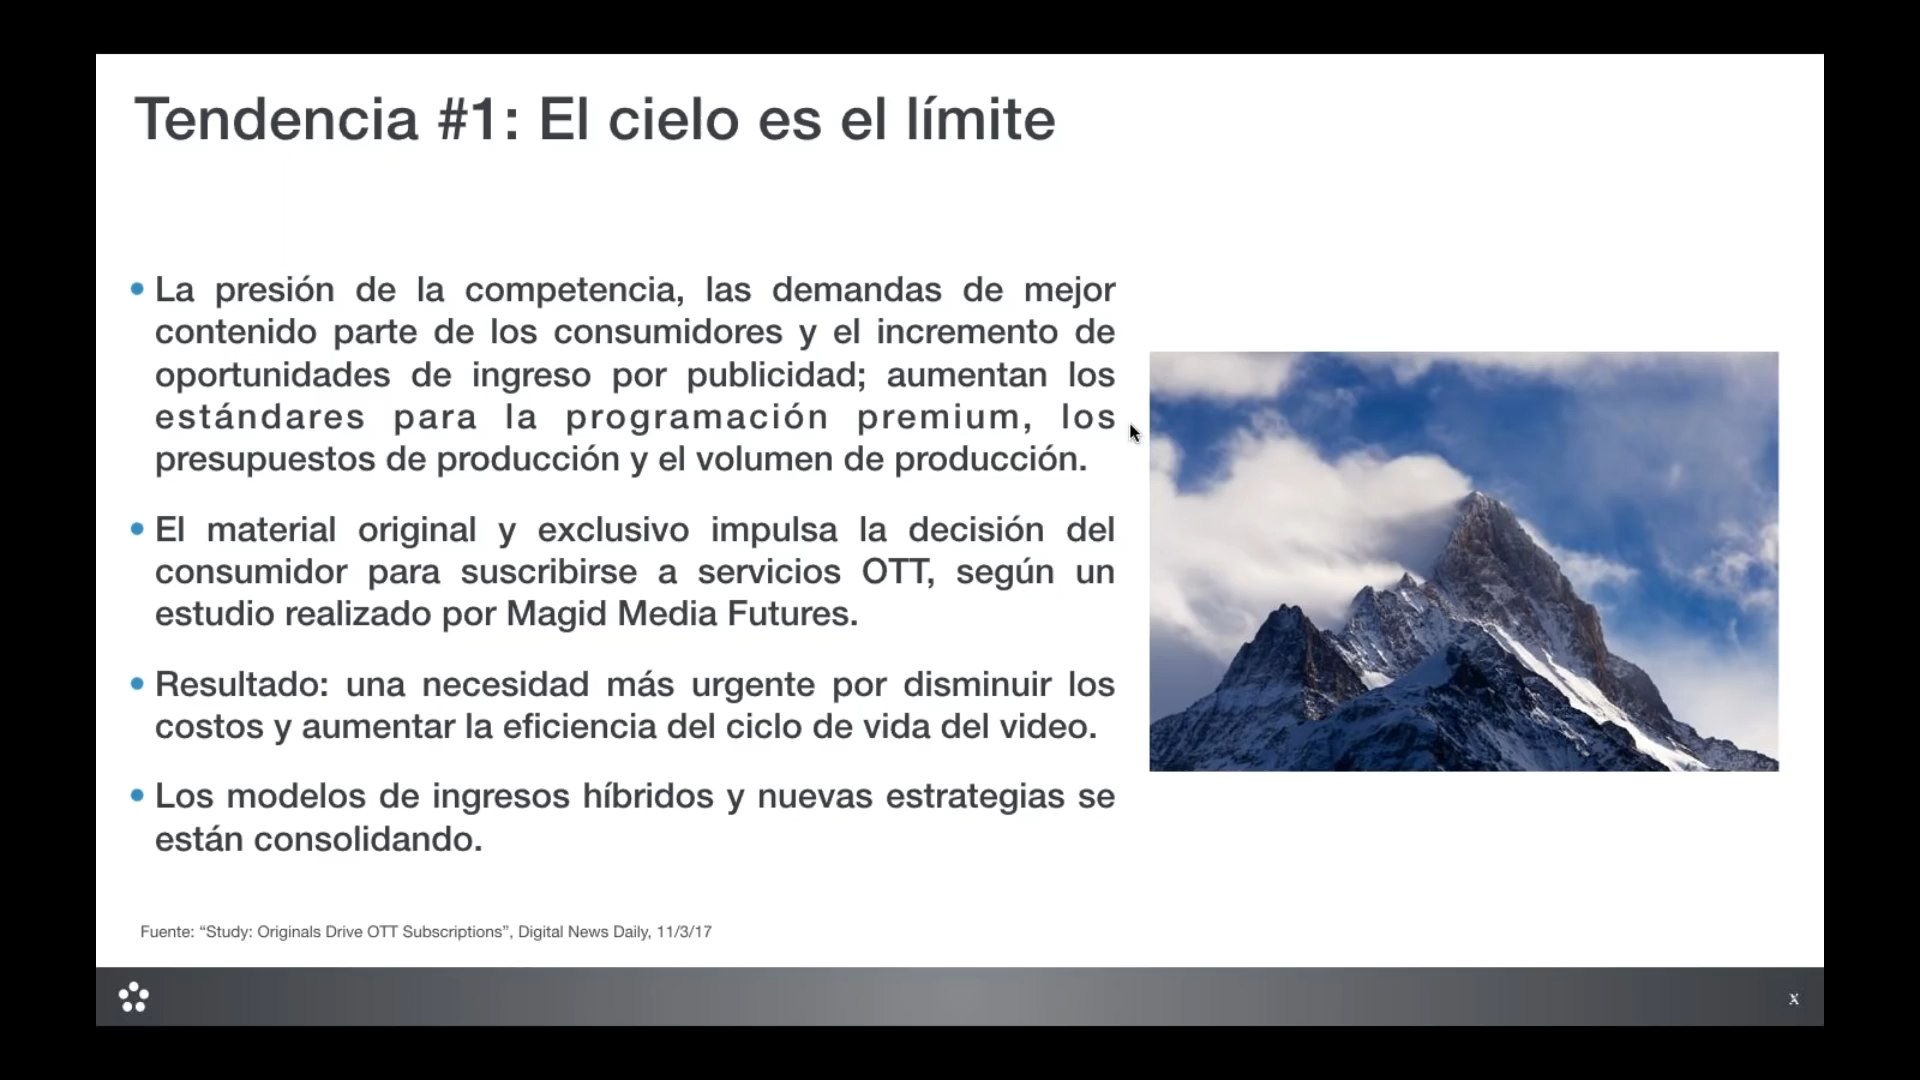 Tendencia #1: El cielo es el límite
• La presión de la competencia, las demandas de mejor
contenido parte de los consumidores y el incremento de
oportunidades de ingreso por publicidad; aumentan los
estándares para la programación premium, los
presupuestos de producción y el volumen de producción.
• El material original y exclusivo impulsa la decisión del
consumidor para suscribirse a servicios OTT, según un
estudio realizado por Magid Media Futures.
• Resultado: una necesidad más urgente por disminuir los
costos y aumentar la eficiencia del ciclo de vida del video.
• Los modelos de ingresos híbridos y nuevas estrategias se
están consolidando.
Fuente: “Study: Originals Drive OTT Subscriptions”, Digital News Daily, 11/3/17
x